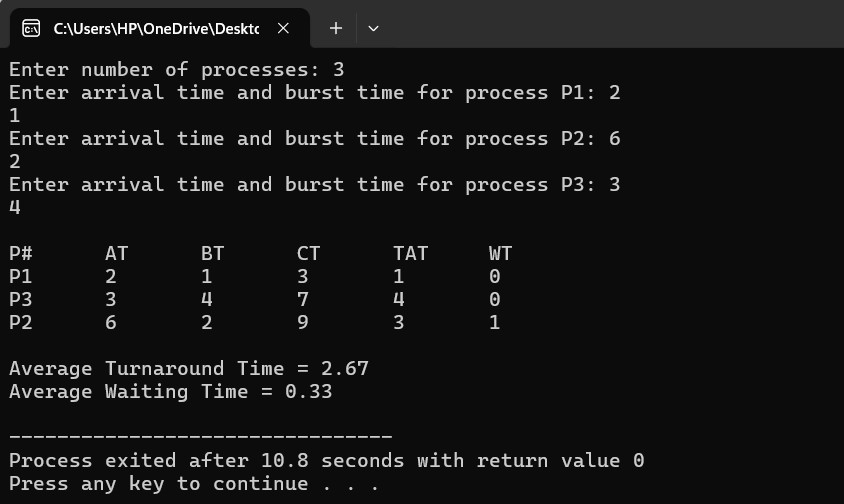 C:\Users\HP\OneDrive\Deskto
Enter number of processes: 3
Enter arrival time and burst time for process P1: 2
1
Enter arrival time and burst time for process P2: 6
2
Enter arrival time and burst time for process P3: 3
4
P# AT BT CT TAT WT
P1 2 1 3 1 0
P3 3 4 7 4 0
P2 6 2 9 3 1
Average Turnaround Time = 2.67
Average Waiting Time = 0.33
--------------------------------
Process exited after 10.8 seconds with return value 0
Press any key to continue . . .